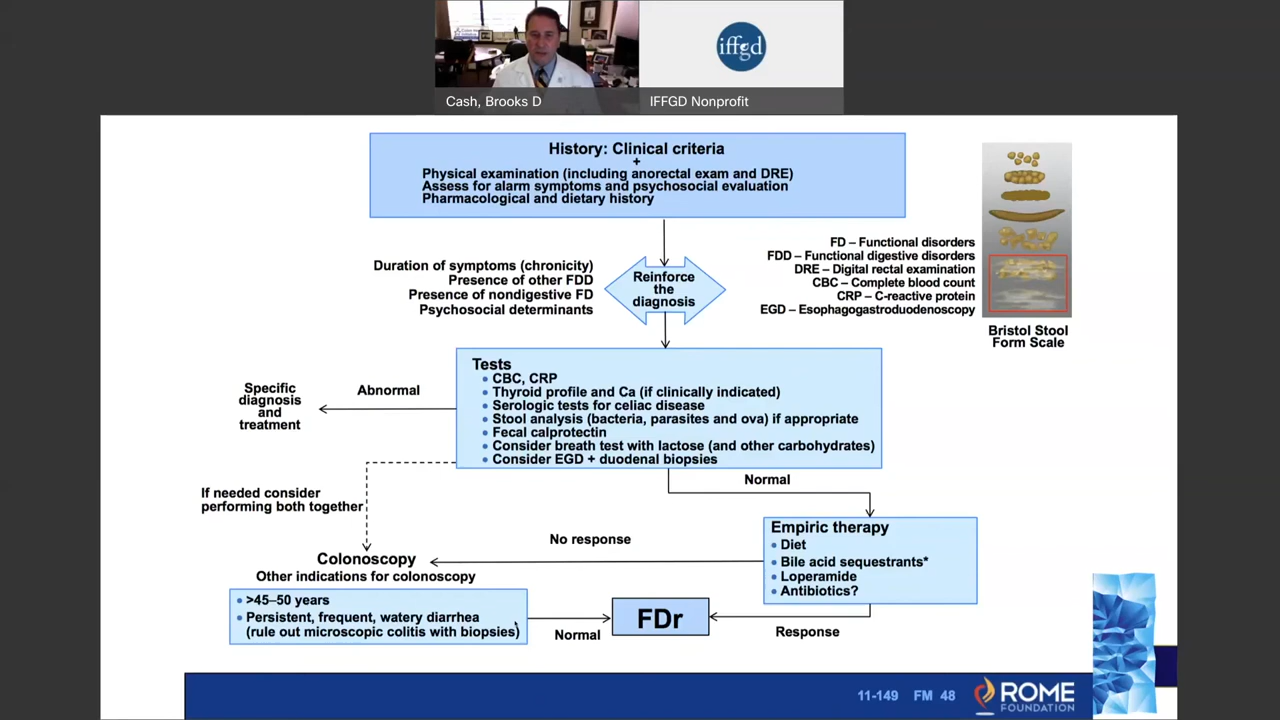 iffgd
Cash, Brooks D
IFFGD Nonprofit
History: Clinical criteria
+
Physical examination (including anorectal exam and DRE)
Assess for alarm symptoms and psychosocial evaluation
Pharmacological and dietary history
Duration of symptoms (chronicity)
Presence of other FDD
Presence of nondigestive FD
Psychosocial determinants
Reinforce
the
diagnosis
FD – Functional disorders
FDD – Functional digestive disorders
DRE – Digital rectal examination
CBC – Complete blood count
CRP – C-reactive protein
EGD – Esophagogastroduodenoscopy
Bristol Stool
Form Scale
Tests
• CBC, CRP
• Thyroid profile and Ca (if clinically indicated)
• Serologic tests for celiac disease
• Stool analysis (bacteria, parasites and ova) if appropriate
• Fecal calprotectin
• Consider breath test with lactose (and other carbohydrates)
• Consider EGD + duodenal biopsies
Abnormal
Specific
diagnosis
and
treatment
If needed consider
performing both together
Normal
Empiric therapy
• Diet
• Bile acid sequestrants*
• Loperamide
• Antibiotics?
No response
Colonoscopy
Other indications for colonoscopy
• >45–50 years
• Persistent, frequent, watery diarrhea
(rule out microscopic colitis with biopsies)
Normal
FDr
Response
11-149 FM 48
ROME
FOUNDATION